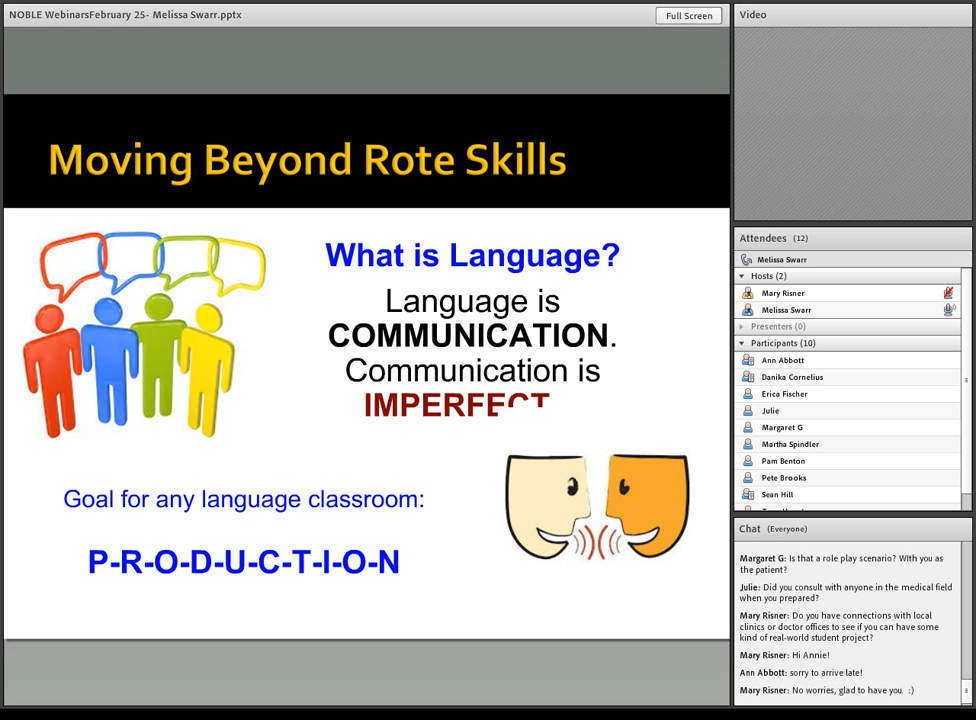 NOBLE WebinarsFebruary 25- Melissa Swarr.pptx
Full Screen
Moving Beyond Rote Skills
What is Language?
Language is
COMMUNICATION.
Communication is
IMPERFECT
Goal for any language classroom:
P-R-O-D-U-C-T-I-O-N
Video
Attendees (12)
Melissa Swarr
Hosts (2)
Mary Risner
Melissa Swarr
Presenters (0)
Participants (10)
Ann Abbott
Danika Cornelius
Erica Fischer
Julie
Margaret G
Martha Spindler
Pam Benton
Pete Brooks
Sean Hill
Chat (Everyone)
Margaret G: Is that a role play scenario? WIth you as
the patient?
Julie: Did you consult with anyone in the medical field
when you prepared?
Mary Risner: Do you have connections with local
clinics or doctor offices to see if you can have some
kind of real-world student project?
Mary Risner: Hi Annie!
Ann Abbott: sorry to arrive late!
Mary Risner: No worries, glad to have you. :)